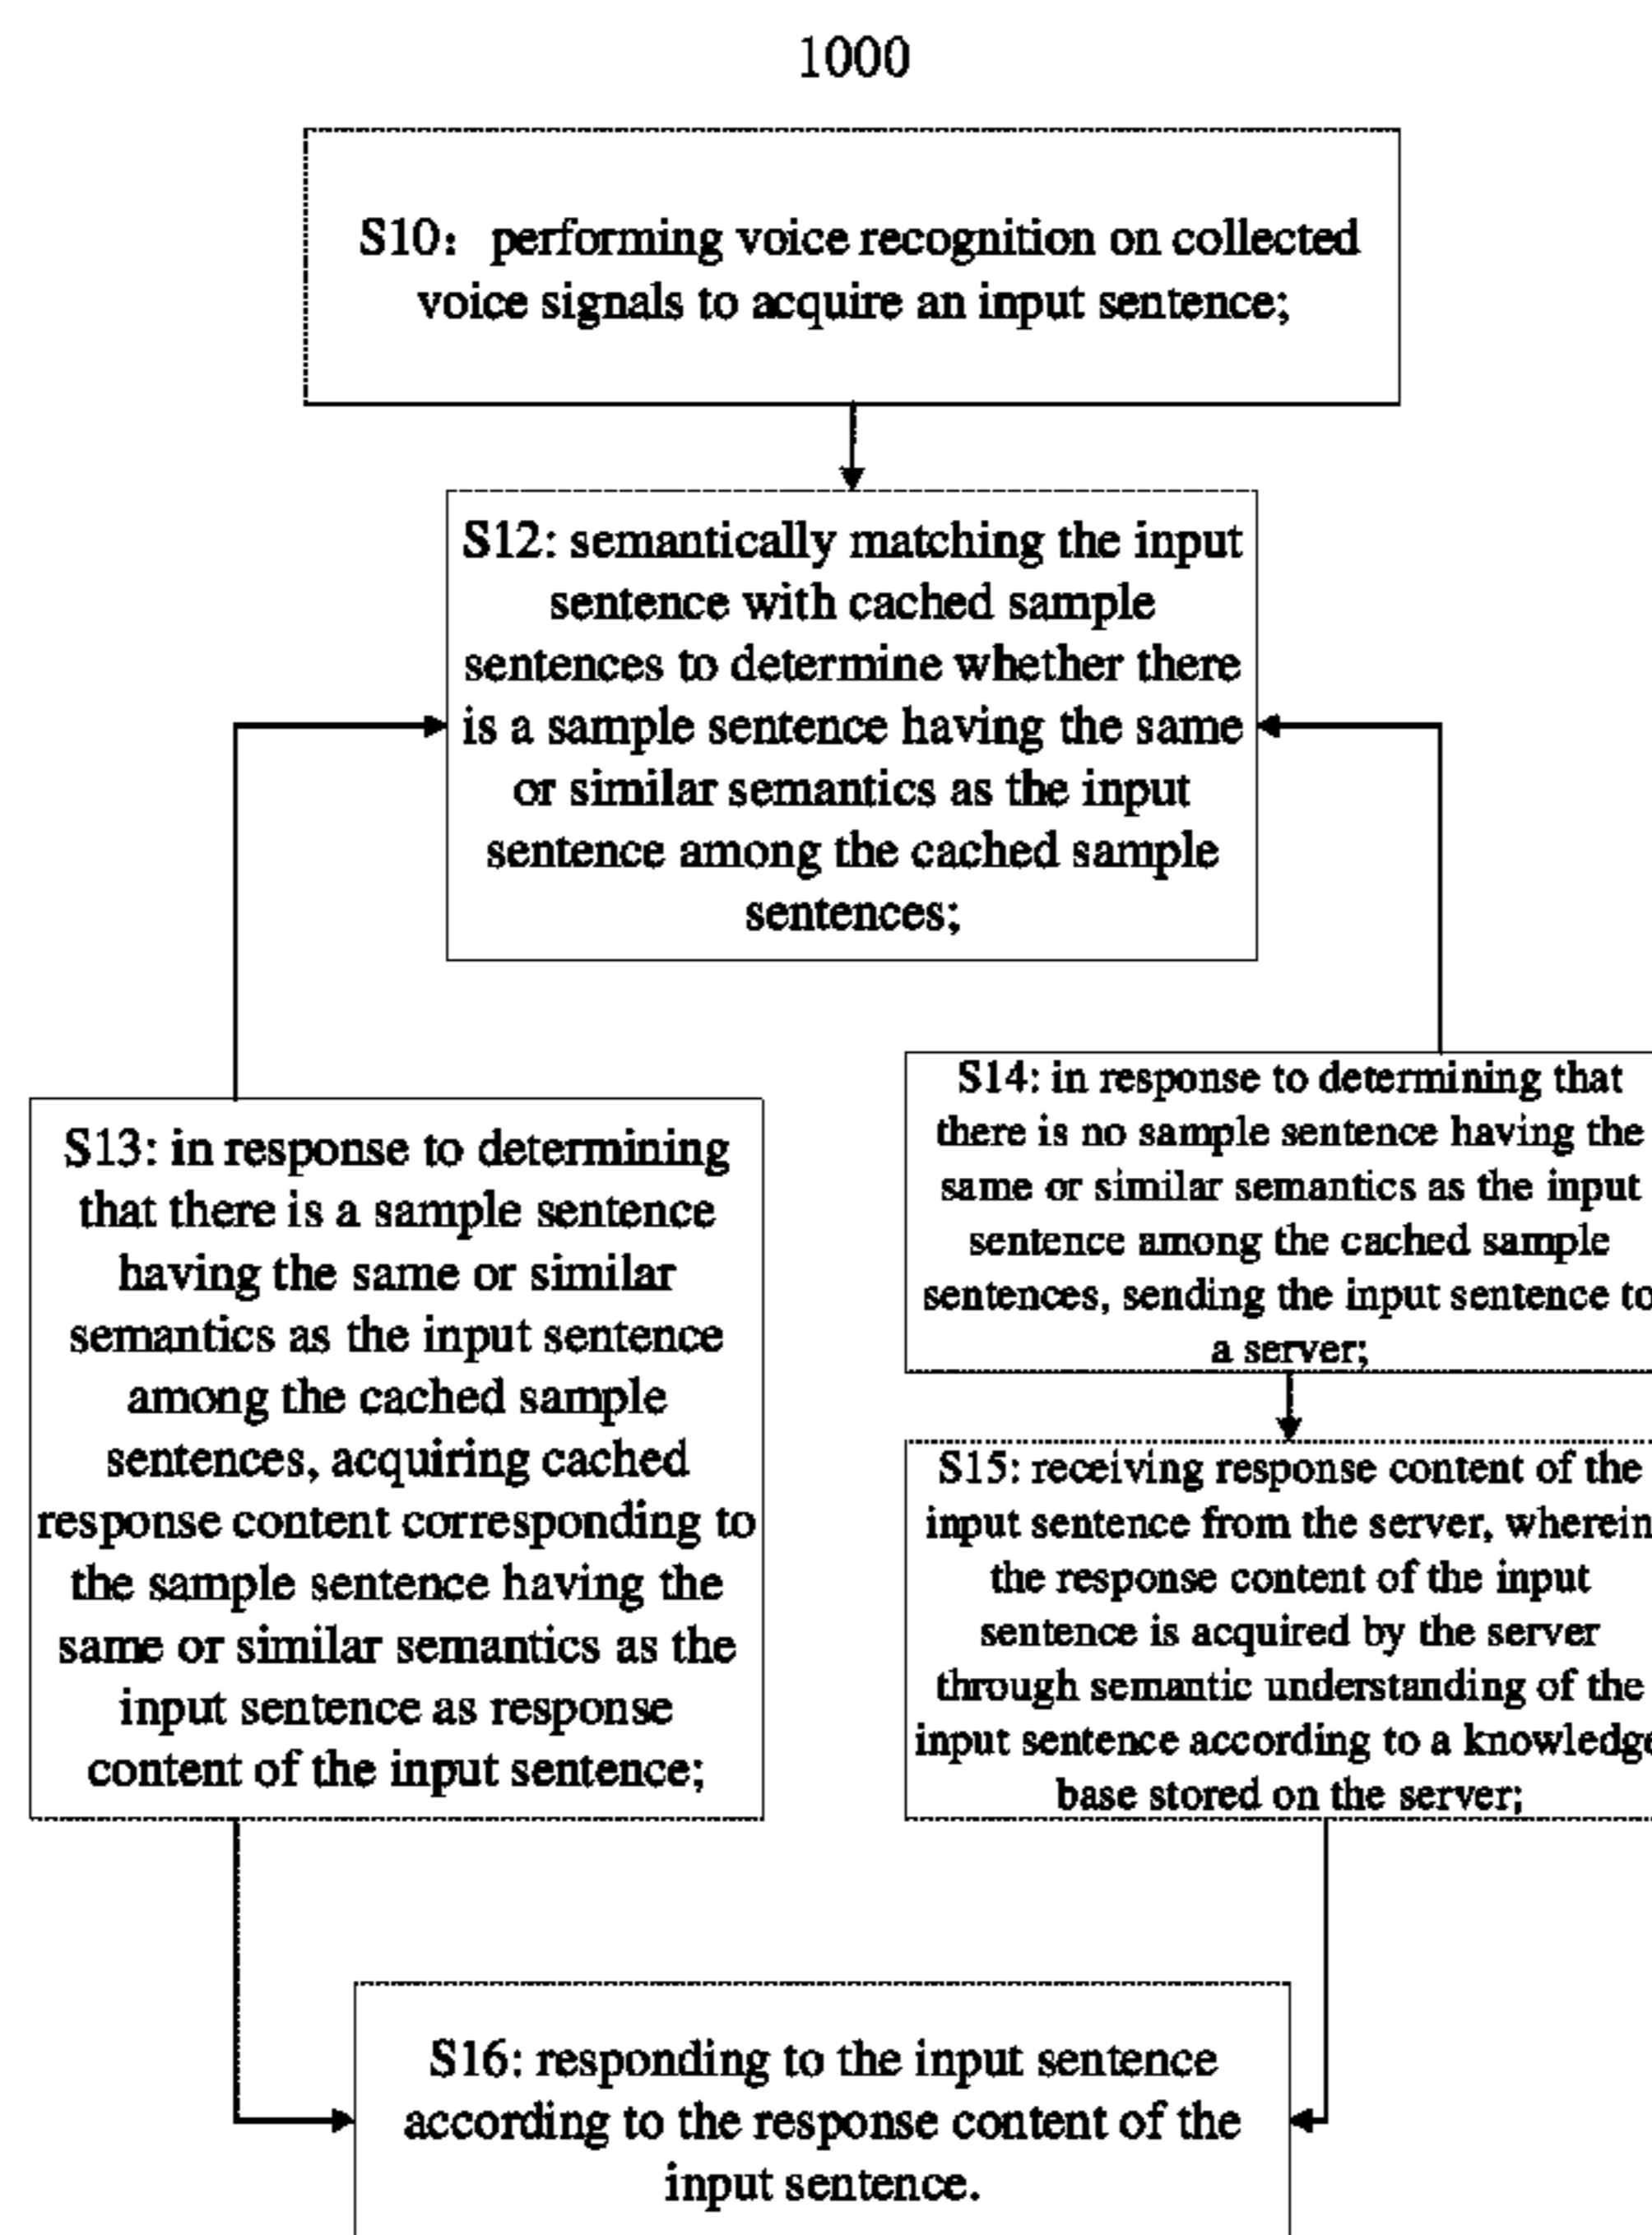 1000
S10： performing voice recognition on collected
voice signals to acquire an input sentence;
S12: semantically matching the input
sentence with cached sample
sentences to determine whether there
is a sample sentence having the same
or similar semantics as the input
sentence among the cached sample
sentences;
S13: in response to determining
that there is a sample sentence
having the same or similar
semantics as the input sentence
among the cached sample
sentences, acquiring cached
response content corresponding to
the sample sentence having the
same or similar semantics as the
input sentence as response
content of the input sentence;
S14: in response to determining that
there is no sample sentence having the
same or similar semantics as the input
sentence among the cached sample
sentences, sending the input sentence to
a server;
S15: receiving response content of the
input sentence from the server, wherein
the response content of the input
sentence is acquired by the server
through semantic understanding of the
input sentence according to a knowledge
base stored on the server;
S16: responding to the input sentence
according to the response content of the
input sentence.